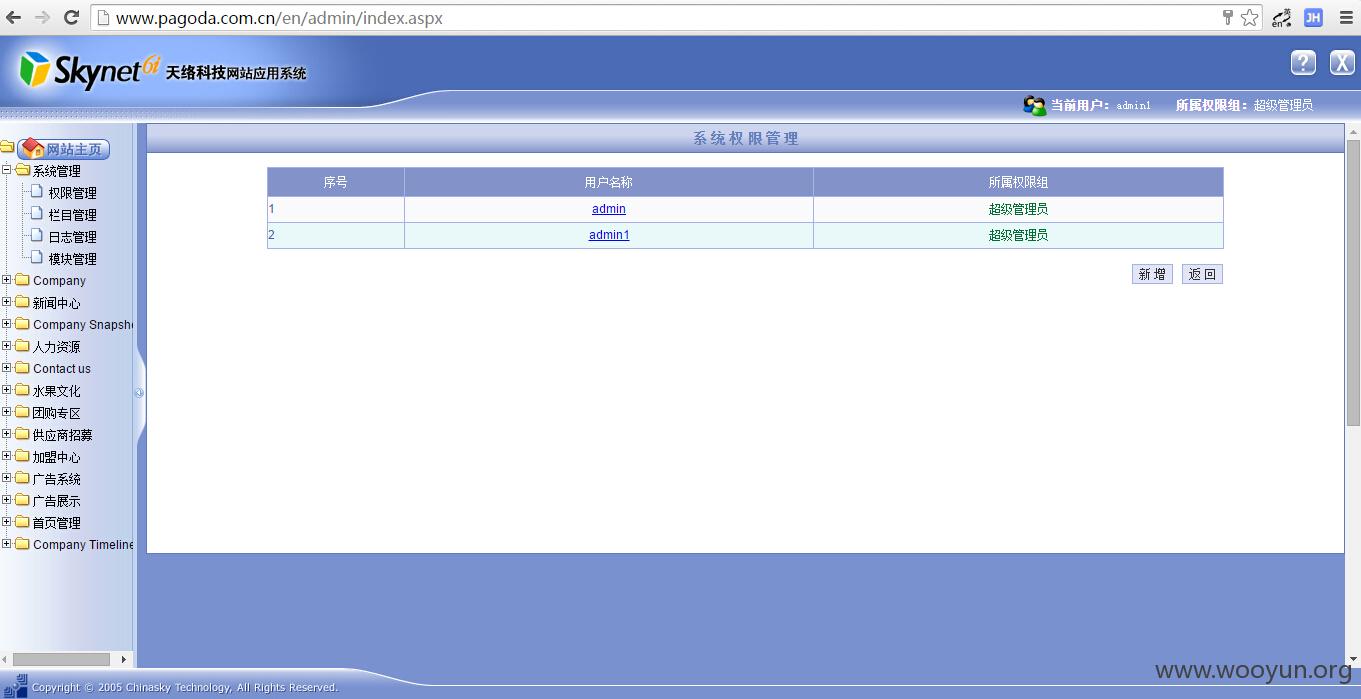 www.pagoda.com.cn/en/admin/index.aspx
英
en
JH
Skynet6i 天络科技网站应用系统
? X
当前用户：admin1 所属权限组：超级管理员
网站主页
系统管理
权限管理
栏目管理
日志管理
模块管理
Company
新闻中心
Company Snapsh
人力资源
Contact us
水果文化
团购专区
供应商招募
加盟中心
广告系统
广告展示
首页管理
Company Timeline
系统权限管理
序号 用户名称 所属权限组
1 admin 超级管理员
2 admin1 超级管理员
新增 返回
www.wooyun.org
Copyright © 2005 Chinasky Technology, All Rights Reserved.